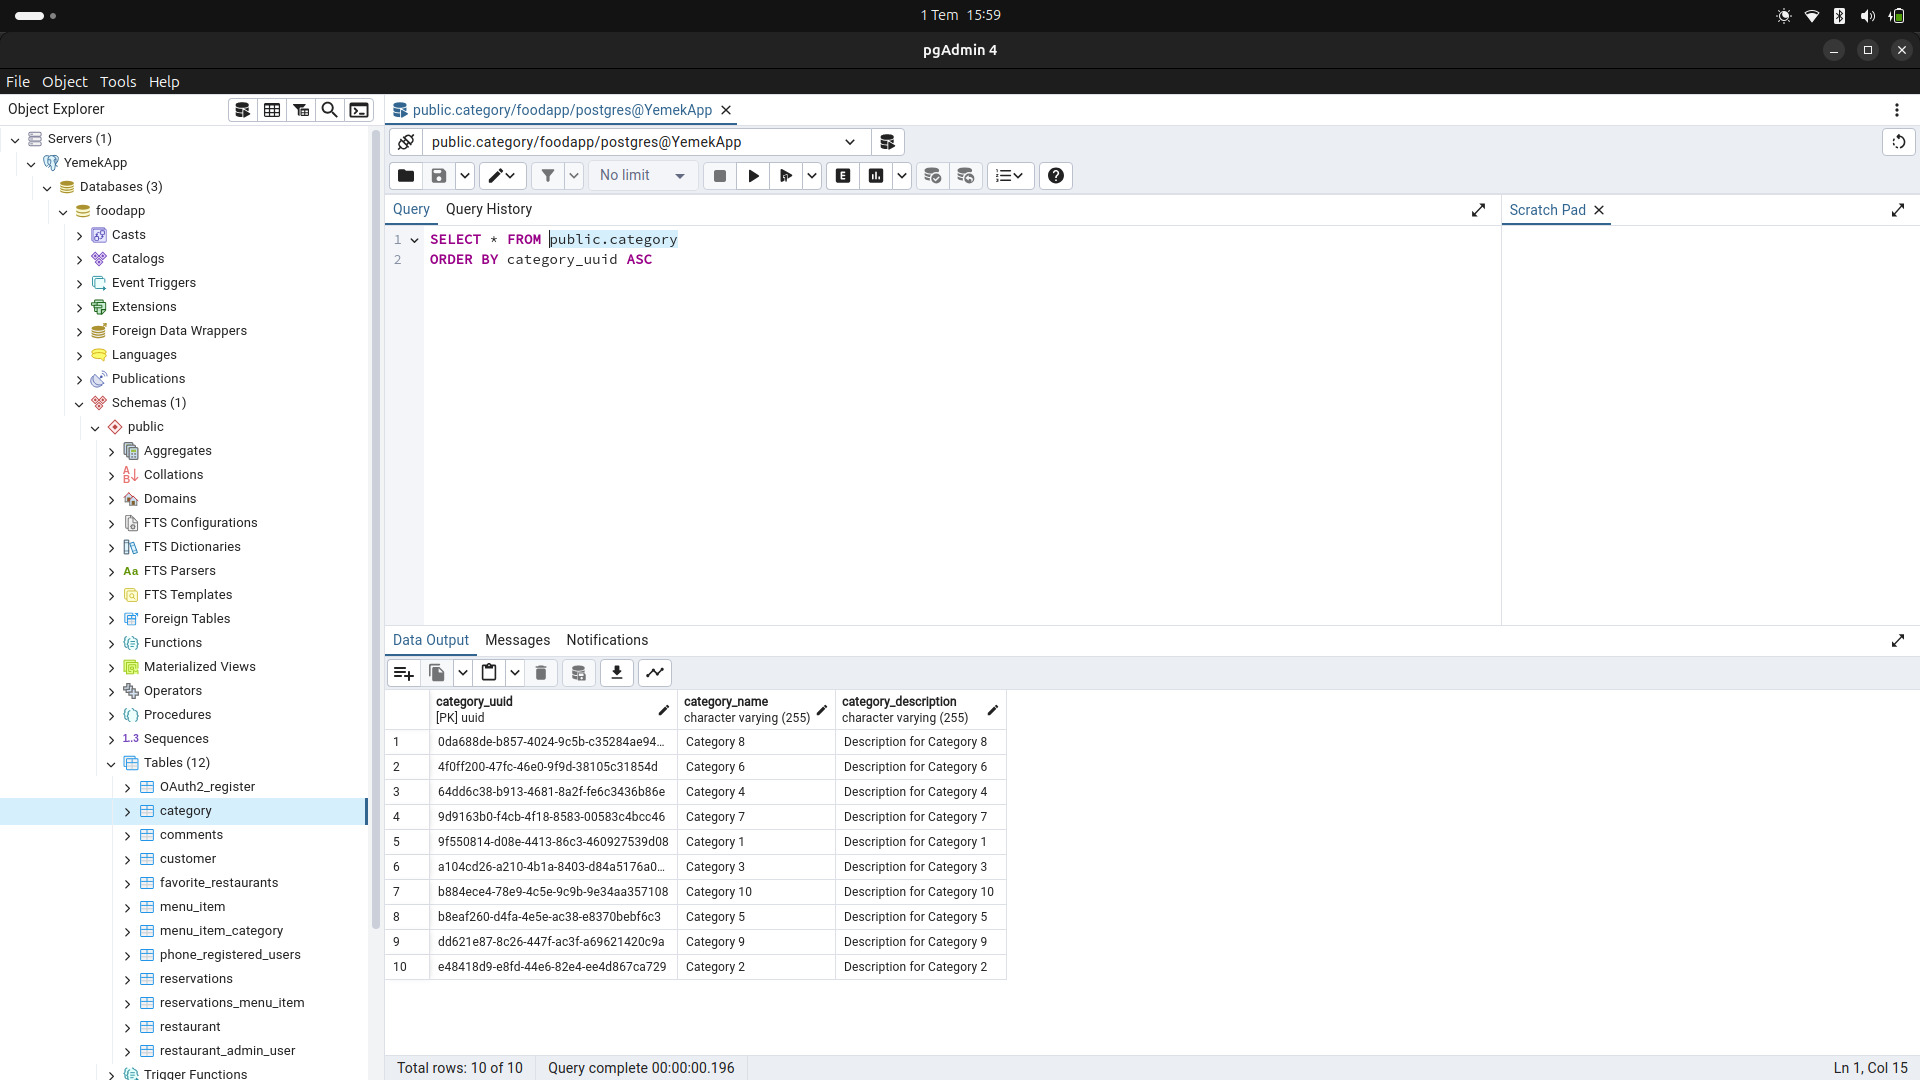 1 Tem 15:59
pgAdmin 4
File Object Tools Help
Object Explorer
Servers (1)
YemekApp
Databases (3)
foodapp
Casts
Catalogs
Event Triggers
Extensions
Foreign Data Wrappers
Languages
Publications
Schemas (1)
public
Aggregates
Collations
Domains
FTS Configurations
FTS Dictionaries
Aa FTS Parsers
FTS Templates
Foreign Tables
Functions
Materialized Views
Operators
Procedures
1..3 Sequences
Tables (12)
OAuth2_register
category
comments
customer
favorite_restaurants
menu_item
menu_item_category
phone_registered_users
reservations
reservations_menu_item
restaurant
restaurant_admin_user
Trigger Functions
public.category/foodapp/postgres@YemekApp
public.category/foodapp/postgres@YemekApp
No limit
E
Query Query History
Scratch Pad
1 SELECT * FROM public.category
2 ORDER BY category_uuid ASC
Data Output Messages Notifications
category_uuid category_name category_description
[PK] uuid character varying (255) character varying (255)
1 0da688de-b857-4024-9c5b-c35284ae94... Category 8 Description for Category 8
2 4f0ff200-47fc-46e0-9f9d-38105c31854d Category 6 Description for Category 6
3 64dd6c38-b913-4681-8a2f-fe6c3436b86e Category 4 Description for Category 4
4 9d9163b0-f4cb-4f18-8583-00583c4bcc46 Category 7 Description for Category 7
5 9f550814-d08e-4413-86c3-460927539d08 Category 1 Description for Category 1
6 a104cd26-a210-4b1a-8403-d84a5176a0... Category 3 Description for Category 3
7 b884ece4-78e9-4c5e-9c9b-9e34aa357108 Category 10 Description for Category 10
8 b8eaf260-d4fa-4e5e-ac38-e8370bebf6c3 Category 5 Description for Category 5
9 dd621e87-8c26-447f-ac3f-a69621420c9a Category 9 Description for Category 9
10 e48418d9-e8fd-44e6-82e4-ee4d867ca729 Category 2 Description for Category 2
Total rows: 10 of 10 Query complete 00:00:00.196 Ln 1, Col 15